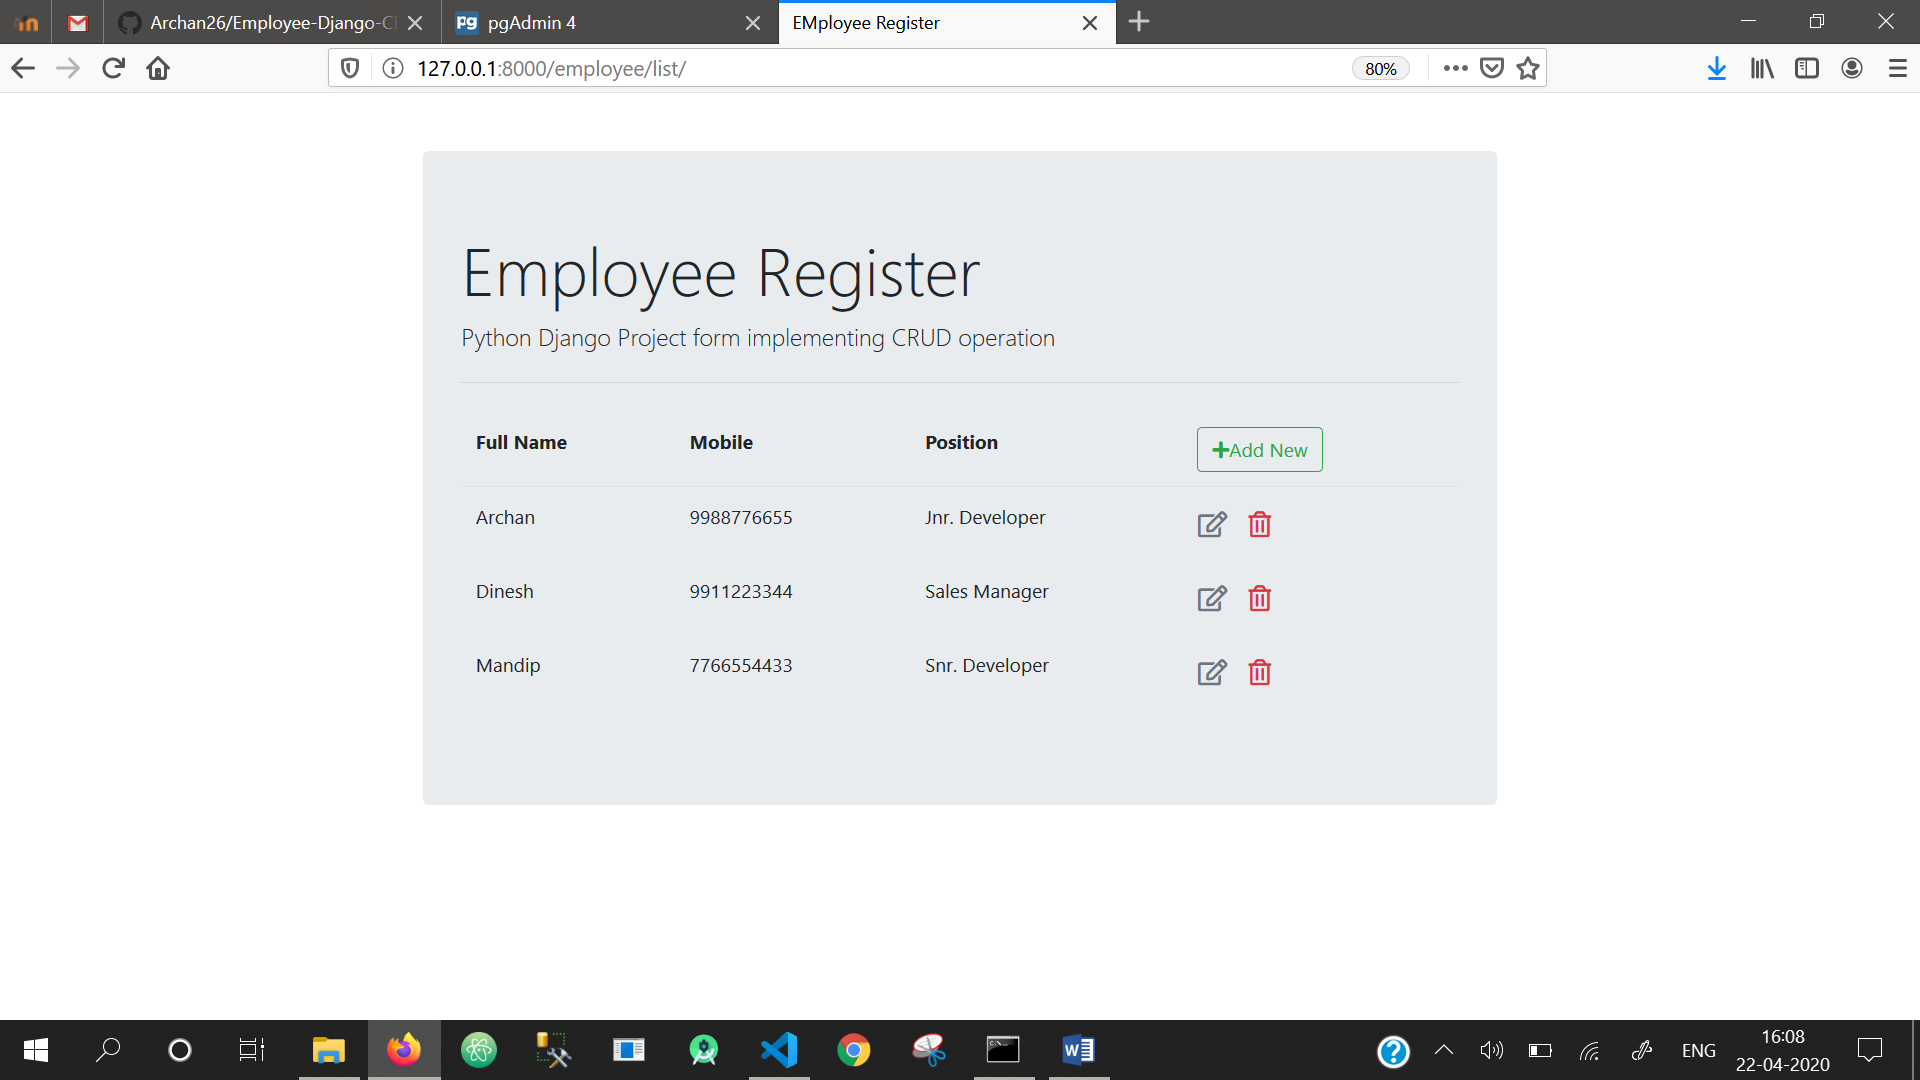 Archan26/Employee-Django-C
pgAdmin 4
EMployee Register
127.0.0.1:8000/employee/list/
80%
Employee Register
Python Django Project form implementing CRUD operation
Full Name Mobile Position Add New
Archan 9988776655 Jnr. Developer
Dinesh 9911223344 Sales Manager
Mandip 7766554433 Snr. Developer
ENG
16:08
22-04-2020